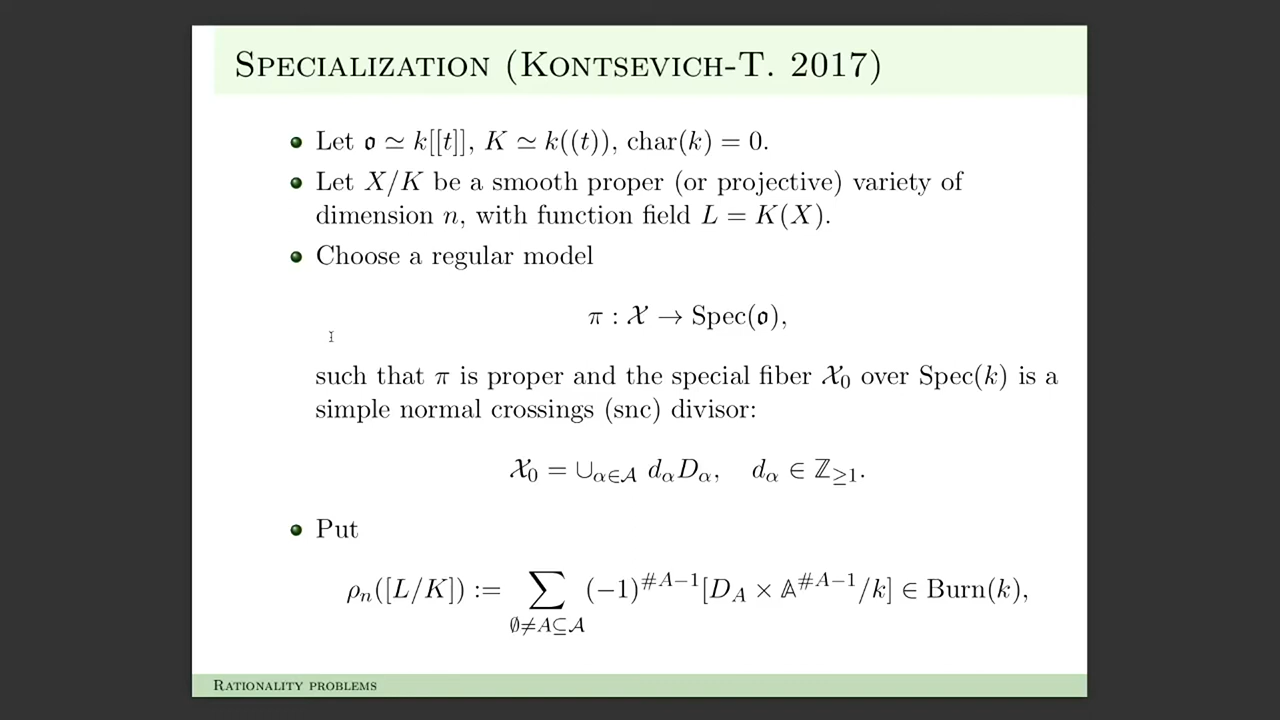 Specialization (Kontsevich-T. 2017)
Let 𝔬 ≃ k[[t]], K ≃ k((t)), char(k) = 0.
Let X/K be a smooth proper (or projective) variety of
dimension n, with function field L = K(X).
Choose a regular model
π : 𝒳 → Spec(𝔬),
such that π is proper and the special fiber 𝒳₀ over Spec(k) is a
simple normal crossings (snc) divisor:
𝒳₀ = ∪_{α∈𝒜} d_α D_α, d_α ∈ ℤ_{≥1}.
Put
ρ_n([L/K]) := ∑_{∅≠A⊆𝒜} (−1)^{#A−1}[D_A × 𝔸^{#A−1}/k] ∈ Burn(k),
Rationality problems